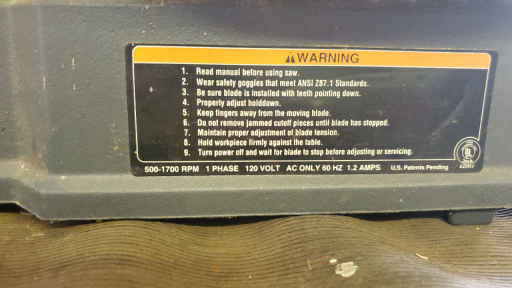 WARNING
1. Read manual before using saw.
2. Wear safety goggles that meet ANSI Z87.1 Standards.
3. Be sure blade is installed with teeth pointing down.
4. Properly adjust holddown.
5. Keep fingers away from the moving blade.
6. Do not remove jammed cutoff pieces until blade has stopped.
7. Maintain proper adjustment of blade tension.
8. Hold workpiece firmly against the table.
9. Turn power off and wait for blade to stop before adjusting or servicing.
500-1700 RPM 1 PHASE 120 VOLT AC ONLY 60 HZ 1.2 AMPS U.S. Patents Pending